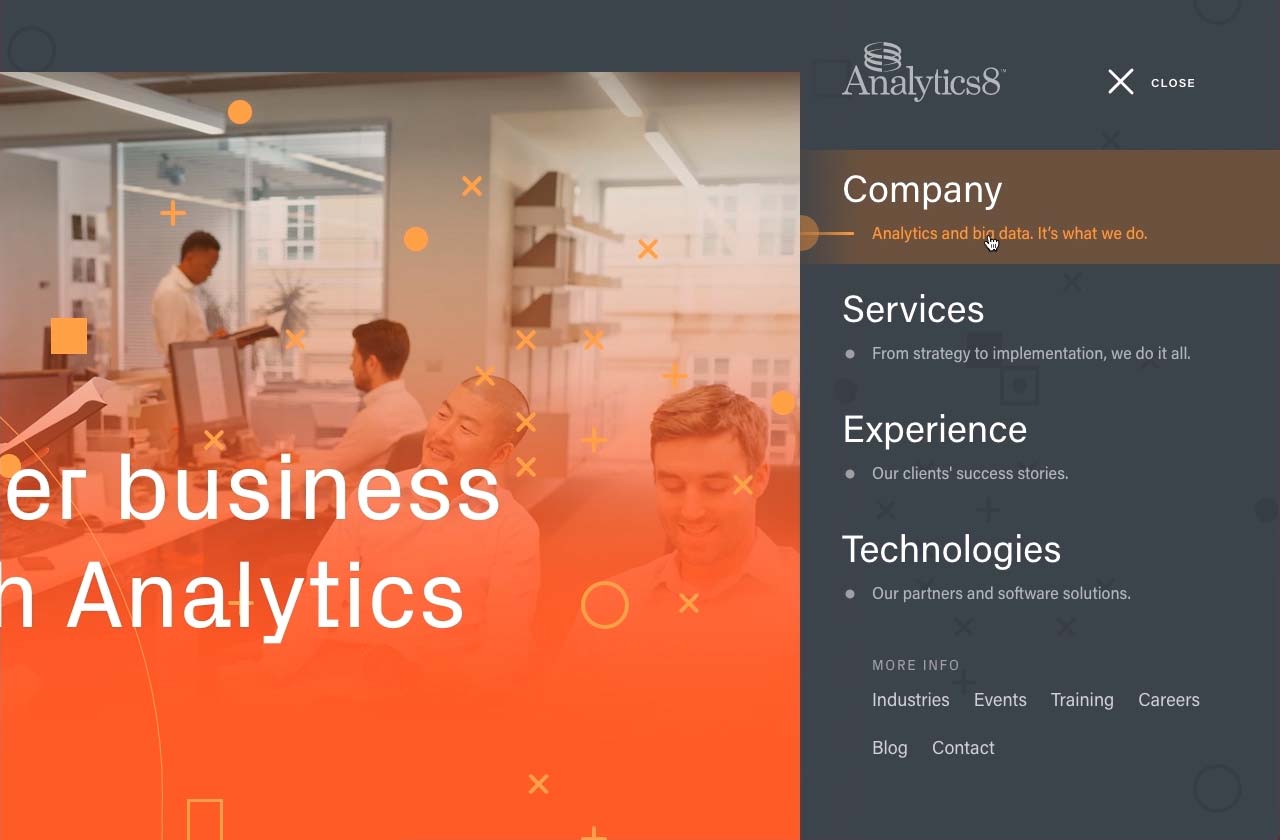 er business
h Analytics
Analytics8™
CLOSE
Company
Analytics and big data. It’s what we do.
Services
From strategy to implementation, we do it all.
Experience
Our clients' success stories.
Technologies
Our partners and software solutions.
MORE INFO
Industries Events Training Careers
Blog Contact